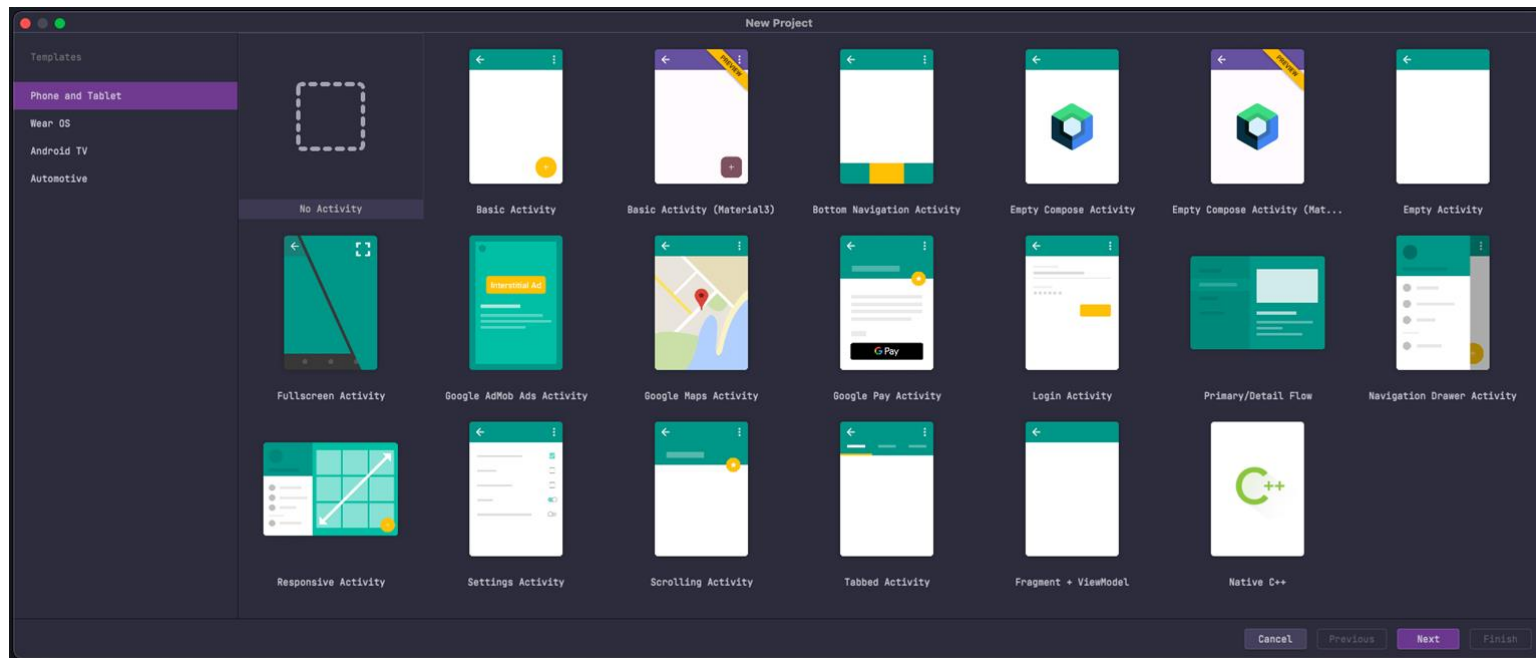 New Project
Templates
Phone and Tablet
Wear OS
Android TV
Automotive
PREVIEW
PREVIEW
No Activity
Basic Activity
Basic Activity (Material3)
Bottom Navigation Activity
Empty Compose Activity
Empty Compose Activity (Mat...
Empty Activity
Interstitial Ad
G Pay
Fullscreen Activity
Google AdMob Ads Activity
Google Maps Activity
Google Pay Activity
Login Activity
Primary/Detail Flow
Navigation Drawer Activity
C++
Responsive Activity
Settings Activity
Scrolling Activity
Tabbed Activity
Fragment + ViewModel
Native C++
Cancel
Previous
Next
Finish